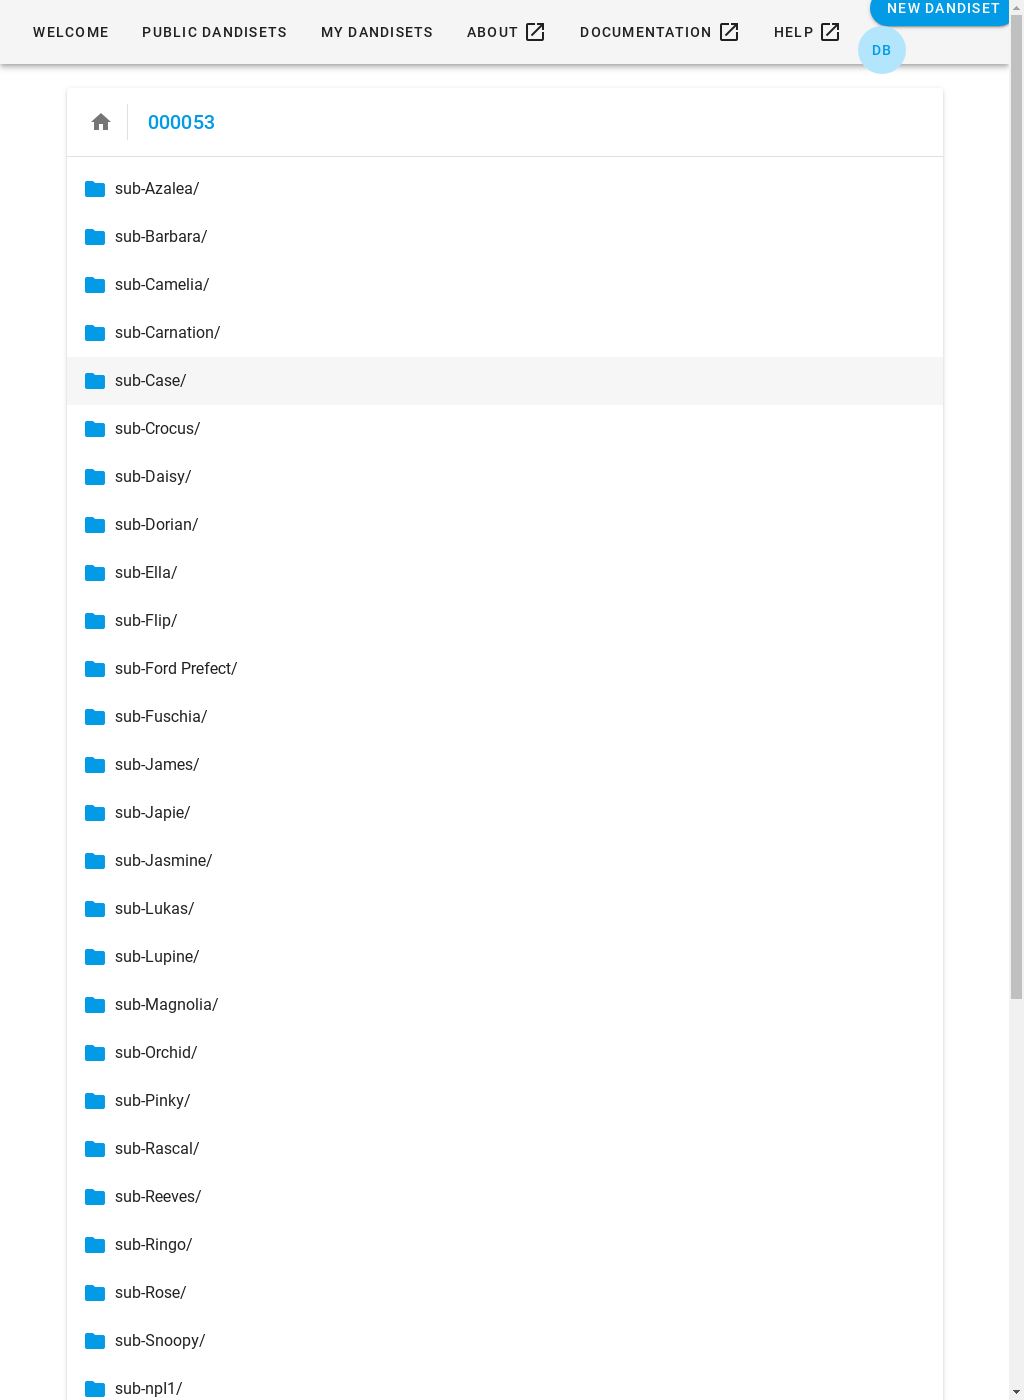 WELCOME PUBLIC DANDISETS MY DANDISETS ABOUT DOCUMENTATION HELP NEW DANDISET
DB
000053
sub-Azalea/
sub-Barbara/
sub-Camelia/
sub-Carnation/
sub-Case/
sub-Crocus/
sub-Daisy/
sub-Dorian/
sub-Ella/
sub-Flip/
sub-Ford Prefect/
sub-Fuschia/
sub-James/
sub-Japie/
sub-Jasmine/
sub-Lukas/
sub-Lupine/
sub-Magnolia/
sub-Orchid/
sub-Pinky/
sub-Rascal/
sub-Reeves/
sub-Ringo/
sub-Rose/
sub-Snoopy/
sub-npI1/